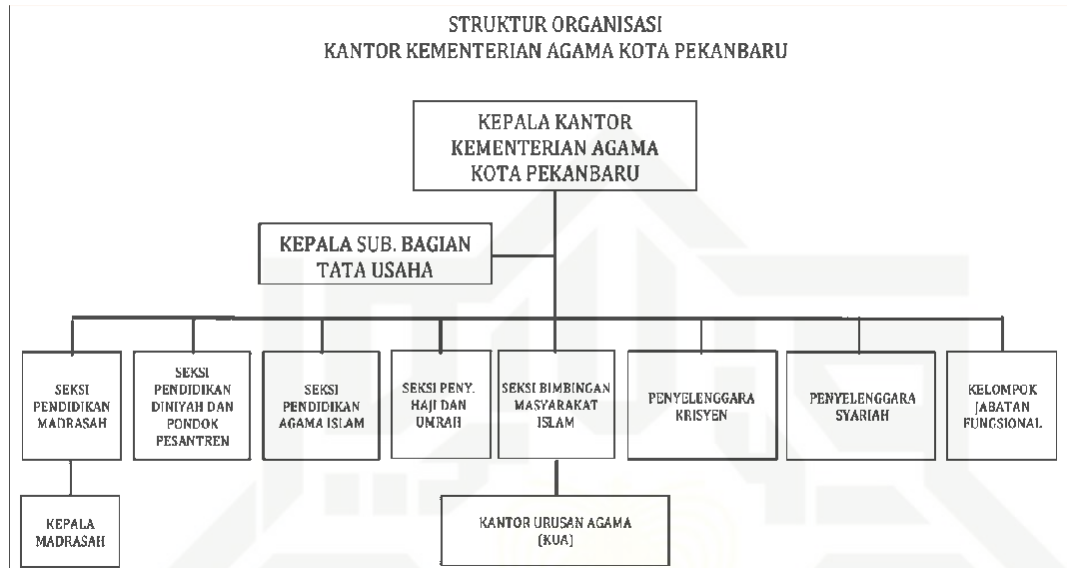 STRUKTUR ORGANISASI
KANTOR KEMENTERIAN AGAMA KOTA PEKANBARU
KEPALA KANTOR
KEMENTERIAN AGAMA
KOTA PEKANBARU
KEPALA SUB. BAGIAN
TATA USAHA
SEKSI
PENDIDIKAN
MADRASAH
SEKSI
PENDIDIKAN
DINIYAH DAN
PONDOK
PESANTREN
SEKSI
PENDIDIKAN
AGAMA ISLAM
SEKSI PENY.
HAJI DAN
UMRAH
SEKSI BIMBINGAN
MASYARAKAT
ISLAM
PENYELENGGARA
KRISYEN
PENYELENGGARA
SYARIAH
KELOMPOK
JABATAN
FUNGSIONAL
KEPALA
MADRASAH
KANTOR URUSAN AGAMA
(KUA)